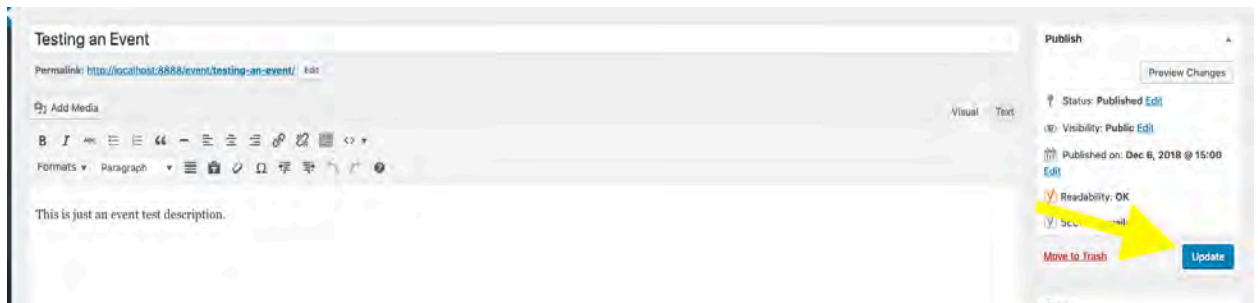 Testing an Event
Permalink: http://localhost:8888/event/testing-an-event/ Edit
Add Media
Visual Text
B I ABC
Formats Paragraph Ω
This is just an event test description.
Publish
Preview Changes
Status: Published Edit
Visibility: Public Edit
Published on: Dec 6, 2018 @ 15:00
Edit
Readability: OK
Move to Trash
Update